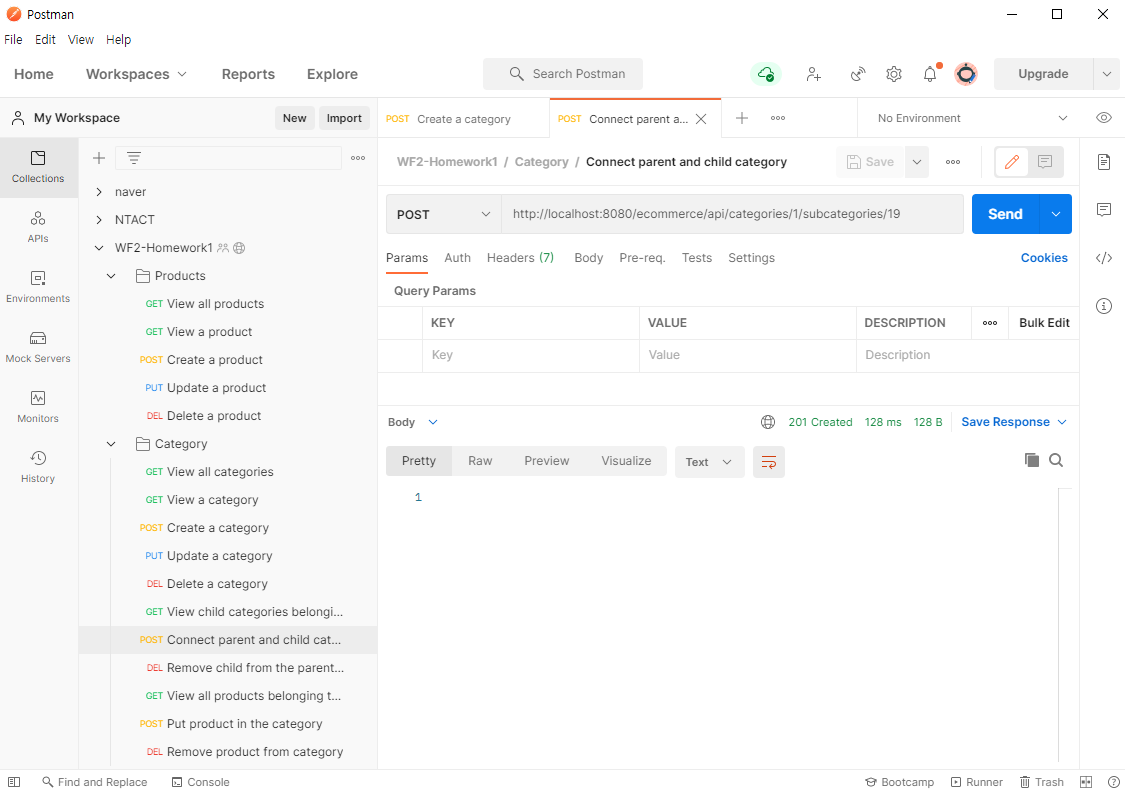 Postman
File Edit View Help
Home Workspaces Reports Explore Search Postman Upgrade
My Workspace New Import
POST Create a category POST Connect parent a... No Environment
Collections
APIs
Environments
Mock Servers
Monitors
History
naver
NTACT
WF2-Homework1
Products
GET View all products
GET View a product
POST Create a product
PUT Update a product
DEL Delete a product
Category
GET View all categories
GET View a category
POST Create a category
PUT Update a category
DEL Delete a category
GET View child categories belongi...
POST Connect parent and child cat...
DEL Remove child from the parent...
GET View all products belonging t...
POST Put product in the category
DEL Remove product from category
WF2-Homework1 / Category / Connect parent and child category Save
POST http://localhost:8080/ecommerce/api/categories/1/subcategories/19 Send
Params Auth Headers (7) Body Pre-req. Tests Settings Cookies
Query Params
KEY VALUE DESCRIPTION Bulk Edit
Key Value Description
Body 201 Created 128 ms 128 B Save Response
Pretty Raw Preview Visualize Text
1
Find and Replace Console Bootcamp Runner Trash